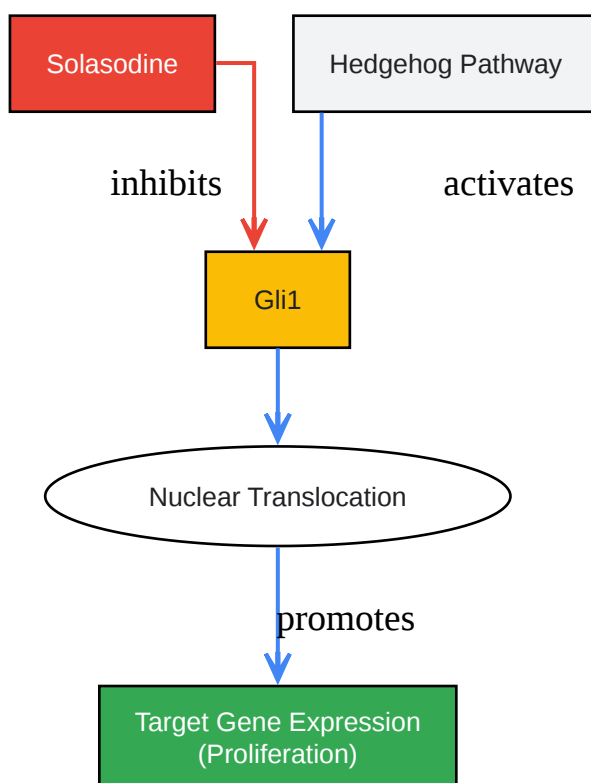 Solasodine
Hedgehog Pathway
inhibits
activates
Gli1
Nuclear Translocation
promotes
Target Gene Expression
(Proliferation)